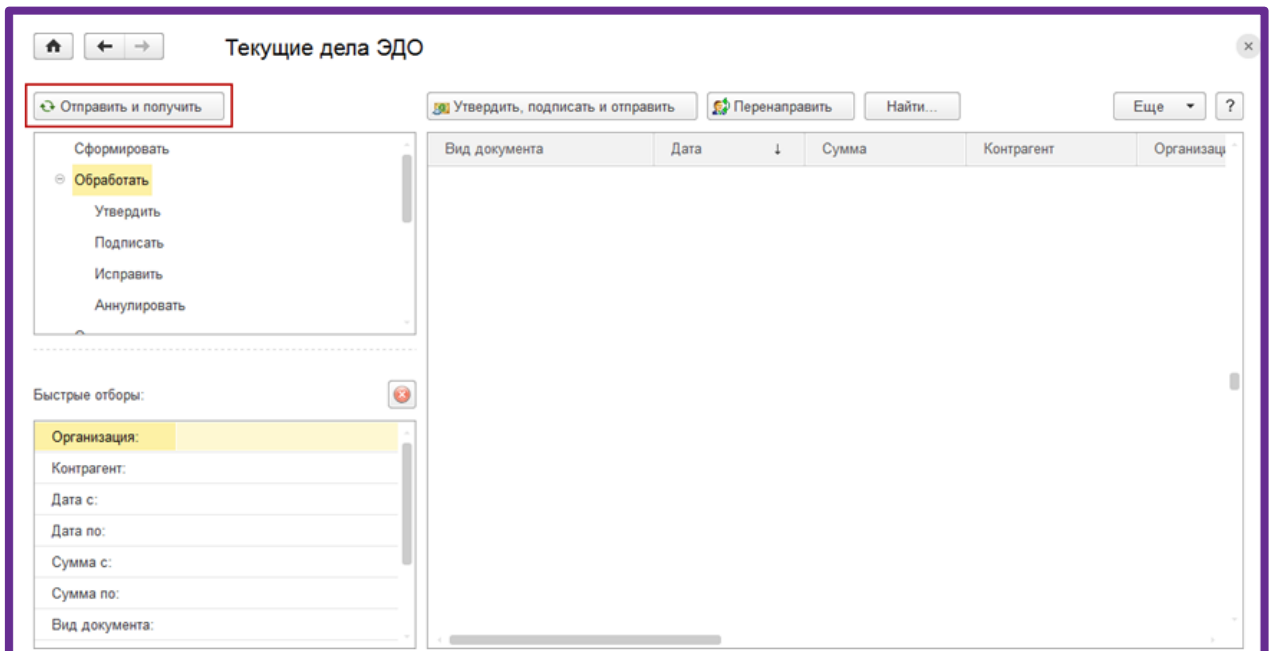 Текущие дела ЭДО
Отправить и получить
Утвердить, подписать и отправить
Перенаправить
Найти...
Еще
?
Сформировать
Обработать
Утвердить
Подписать
Исправить
Аннулировать
Вид документа
Дата
↓
Сумма
Контрагент
Организаци
Быстрые отборы:
Организация:
Контрагент:
Дата с:
Дата по:
Сумма с:
Сумма по:
Вид документа: